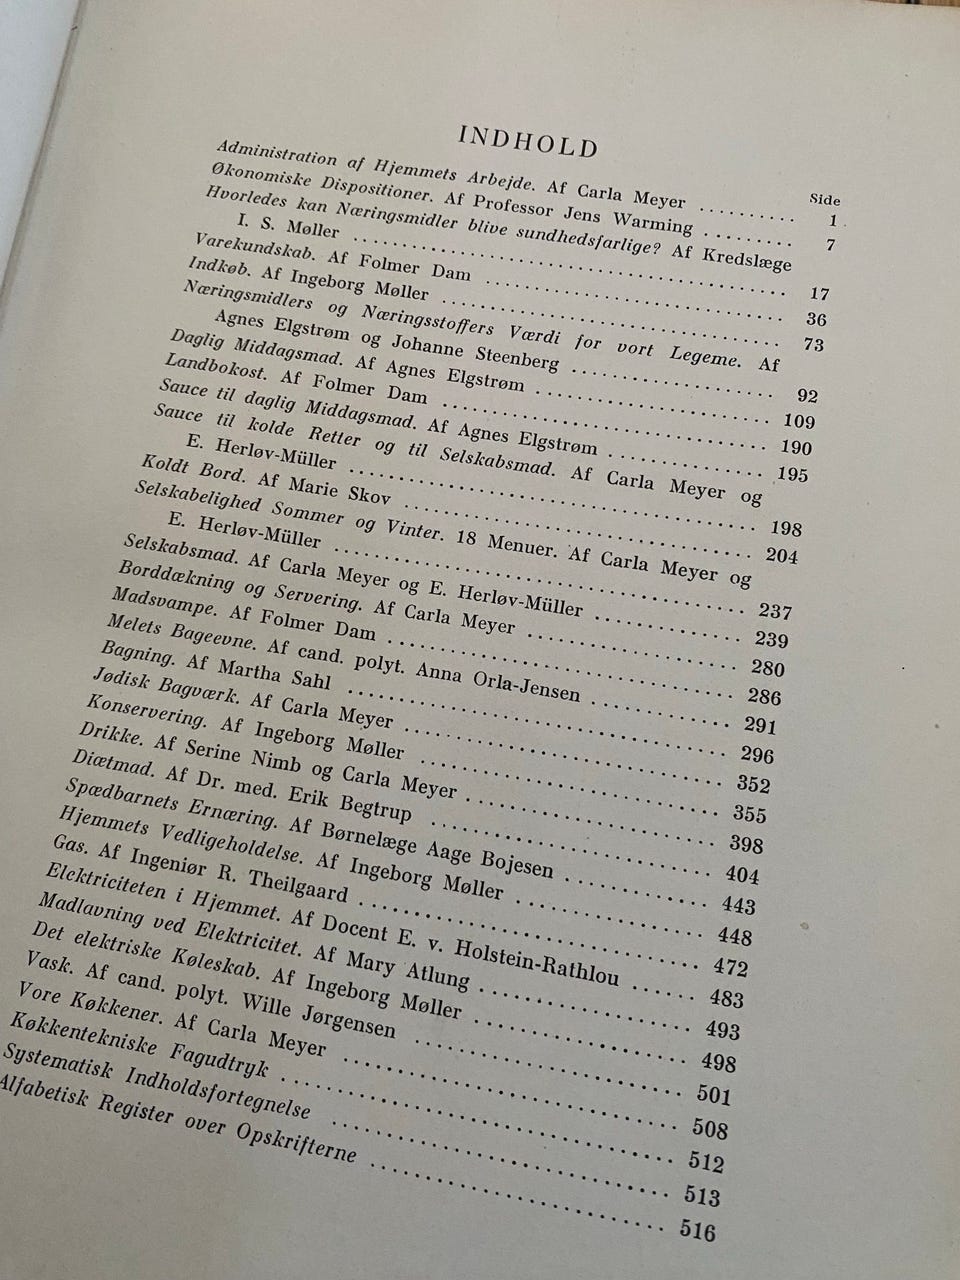 INDHOLD
Side
Administration af Hjemmets Arbejde. Af Carla Meyer .......... 1
Økonomiske Dispositioner. Af Professor Jens Warming ......... 7
Hvorledes kan Næringsmidler blive sundhedsfarlige? Af Kredslæge
I. S. Møller ........................................ 17
Varekundskab. Af Folmer Dam ........................... 36
Indkøb. Af Ingeborg Møller .............................. 73
Næringsmidlers og Næringsstoffers Værdi for vort Legeme. Af
Agnes Elgstrøm og Johanne Steenberg .................. 92
Daglig Middagsmad. Af Agnes Elgstrøm ..................... 109
Landbokost. Af Folmer Dam ............................. 190
Sauce til daglig Middagsmad. Af Agnes Elgstrøm .............. 195
Sauce til kolde Retter og til Selskabsmad. Af Carla Meyer og
E. Herløv-Müller .................................... 198
Koldt Bord. Af Marie Skov ............................... 204
Selskabelighed Sommer og Vinter. 18 Menuer. Af Carla Meyer og
E. Herløv-Müller .................................... 237
Selskabsmad. Af Carla Meyer og E. Herløv-Müller ............. 239
Borddækning og Servering. Af Carla Meyer ................... 280
Madsvampe. Af Folmer Dam .............................. 286
Melets Bageevne. Af cand. polyt. Anna Orla-Jensen ............ 291
Bagning. Af Martha Sahl ................................. 296
Jødisk Bagværk. Af Carla Meyer ........................... 352
Konservering. Af Ingeborg Møller .......................... 355
Drikke. Af Serine Nimb og Carla Meyer ..................... 398
Diætmad. Af Dr. med. Erik Begtrup ........................ 404
Spædbarnets Ernæring. Af Børnelæge Aage Bojesen ............. 443
Hjemmets Vedligeholdelse. Af Ingeborg Møller ................ 448
Gas. Af Ingeniør R. Theilgaard ............................. 472
Elektriciteten i Hjemmet. Af Docent E. v. Holstein-Rathlou ...... 483
Madlavning ved Elektricitet. Af Mary Atlung .................. 493
Det elektriske Køleskab. Af Ingeborg Møller ................... 498
Vask. Af cand. polyt. Wille Jørgensen ........................ 501
Vore Køkkener. Af Carla Meyer ............................ 508
Køkkentekniske Fagudtryk ................................. 512
Systematisk Indholdsfortegnelse .............................. 513
Alfabetisk Register over Opskrifterne .......................... 516